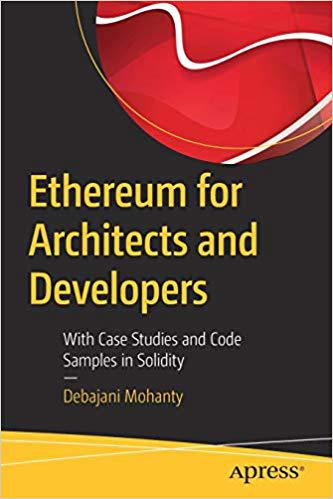 Ethereum for
Architects and
Developers
With Case Studies and Code
Samples in Solidity
—
Debajani Mohanty
Apress®